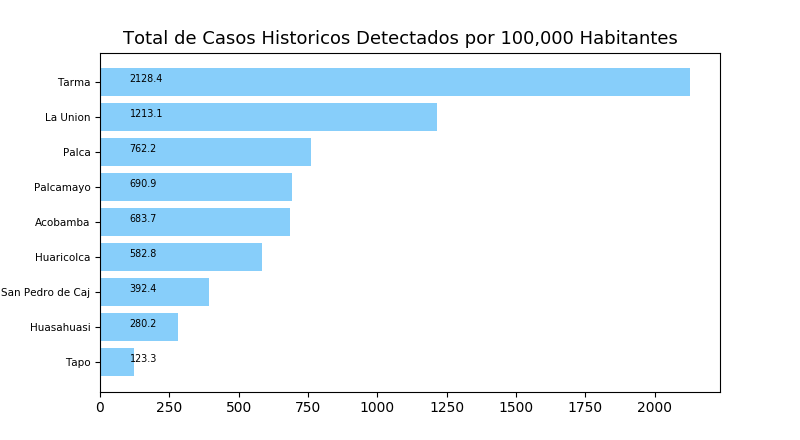 Total de Casos Historicos Detectados por 100,000 Habitantes
Tarma 2128.4
La Union 1213.1
Palca 762.2
Palcamayo 690.9
Acobamba 683.7
Huaricolca 582.8
San Pedro de Caj 392.4
Huasahuasi 280.2
Tapo 123.3
0 250 500 750 1000 1250 1500 1750 2000